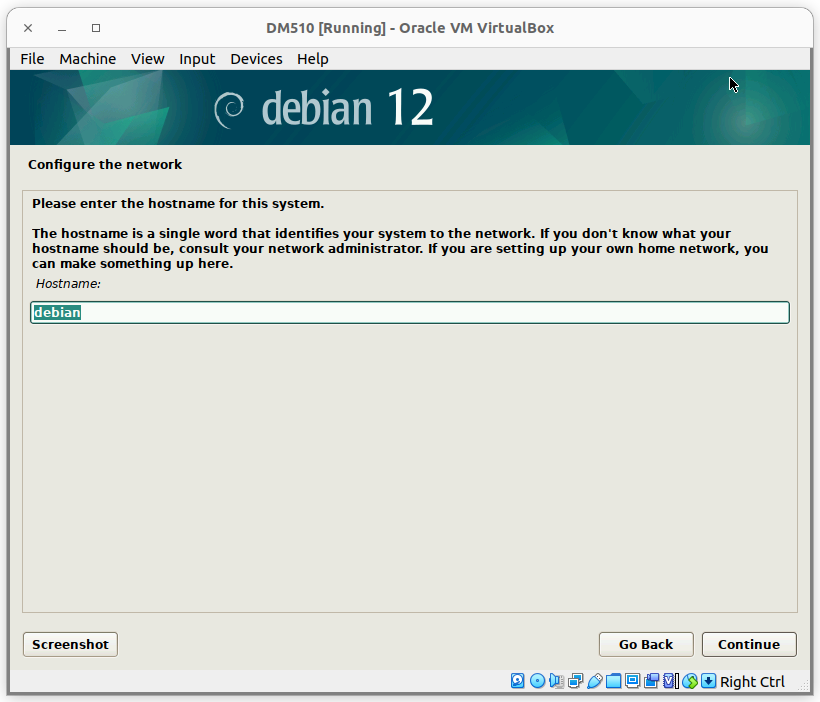 DM510 [Running] - Oracle VM VirtualBox
File Machine View Input Devices Help
debian 12
Configure the network
Please enter the hostname for this system.
The hostname is a single word that identifies your system to the network. If you don't know what your
hostname should be, consult your network administrator. If you are setting up your own home network, you
can make something up here.
Hostname:
debian
Screenshot Go Back Continue
Right Ctrl